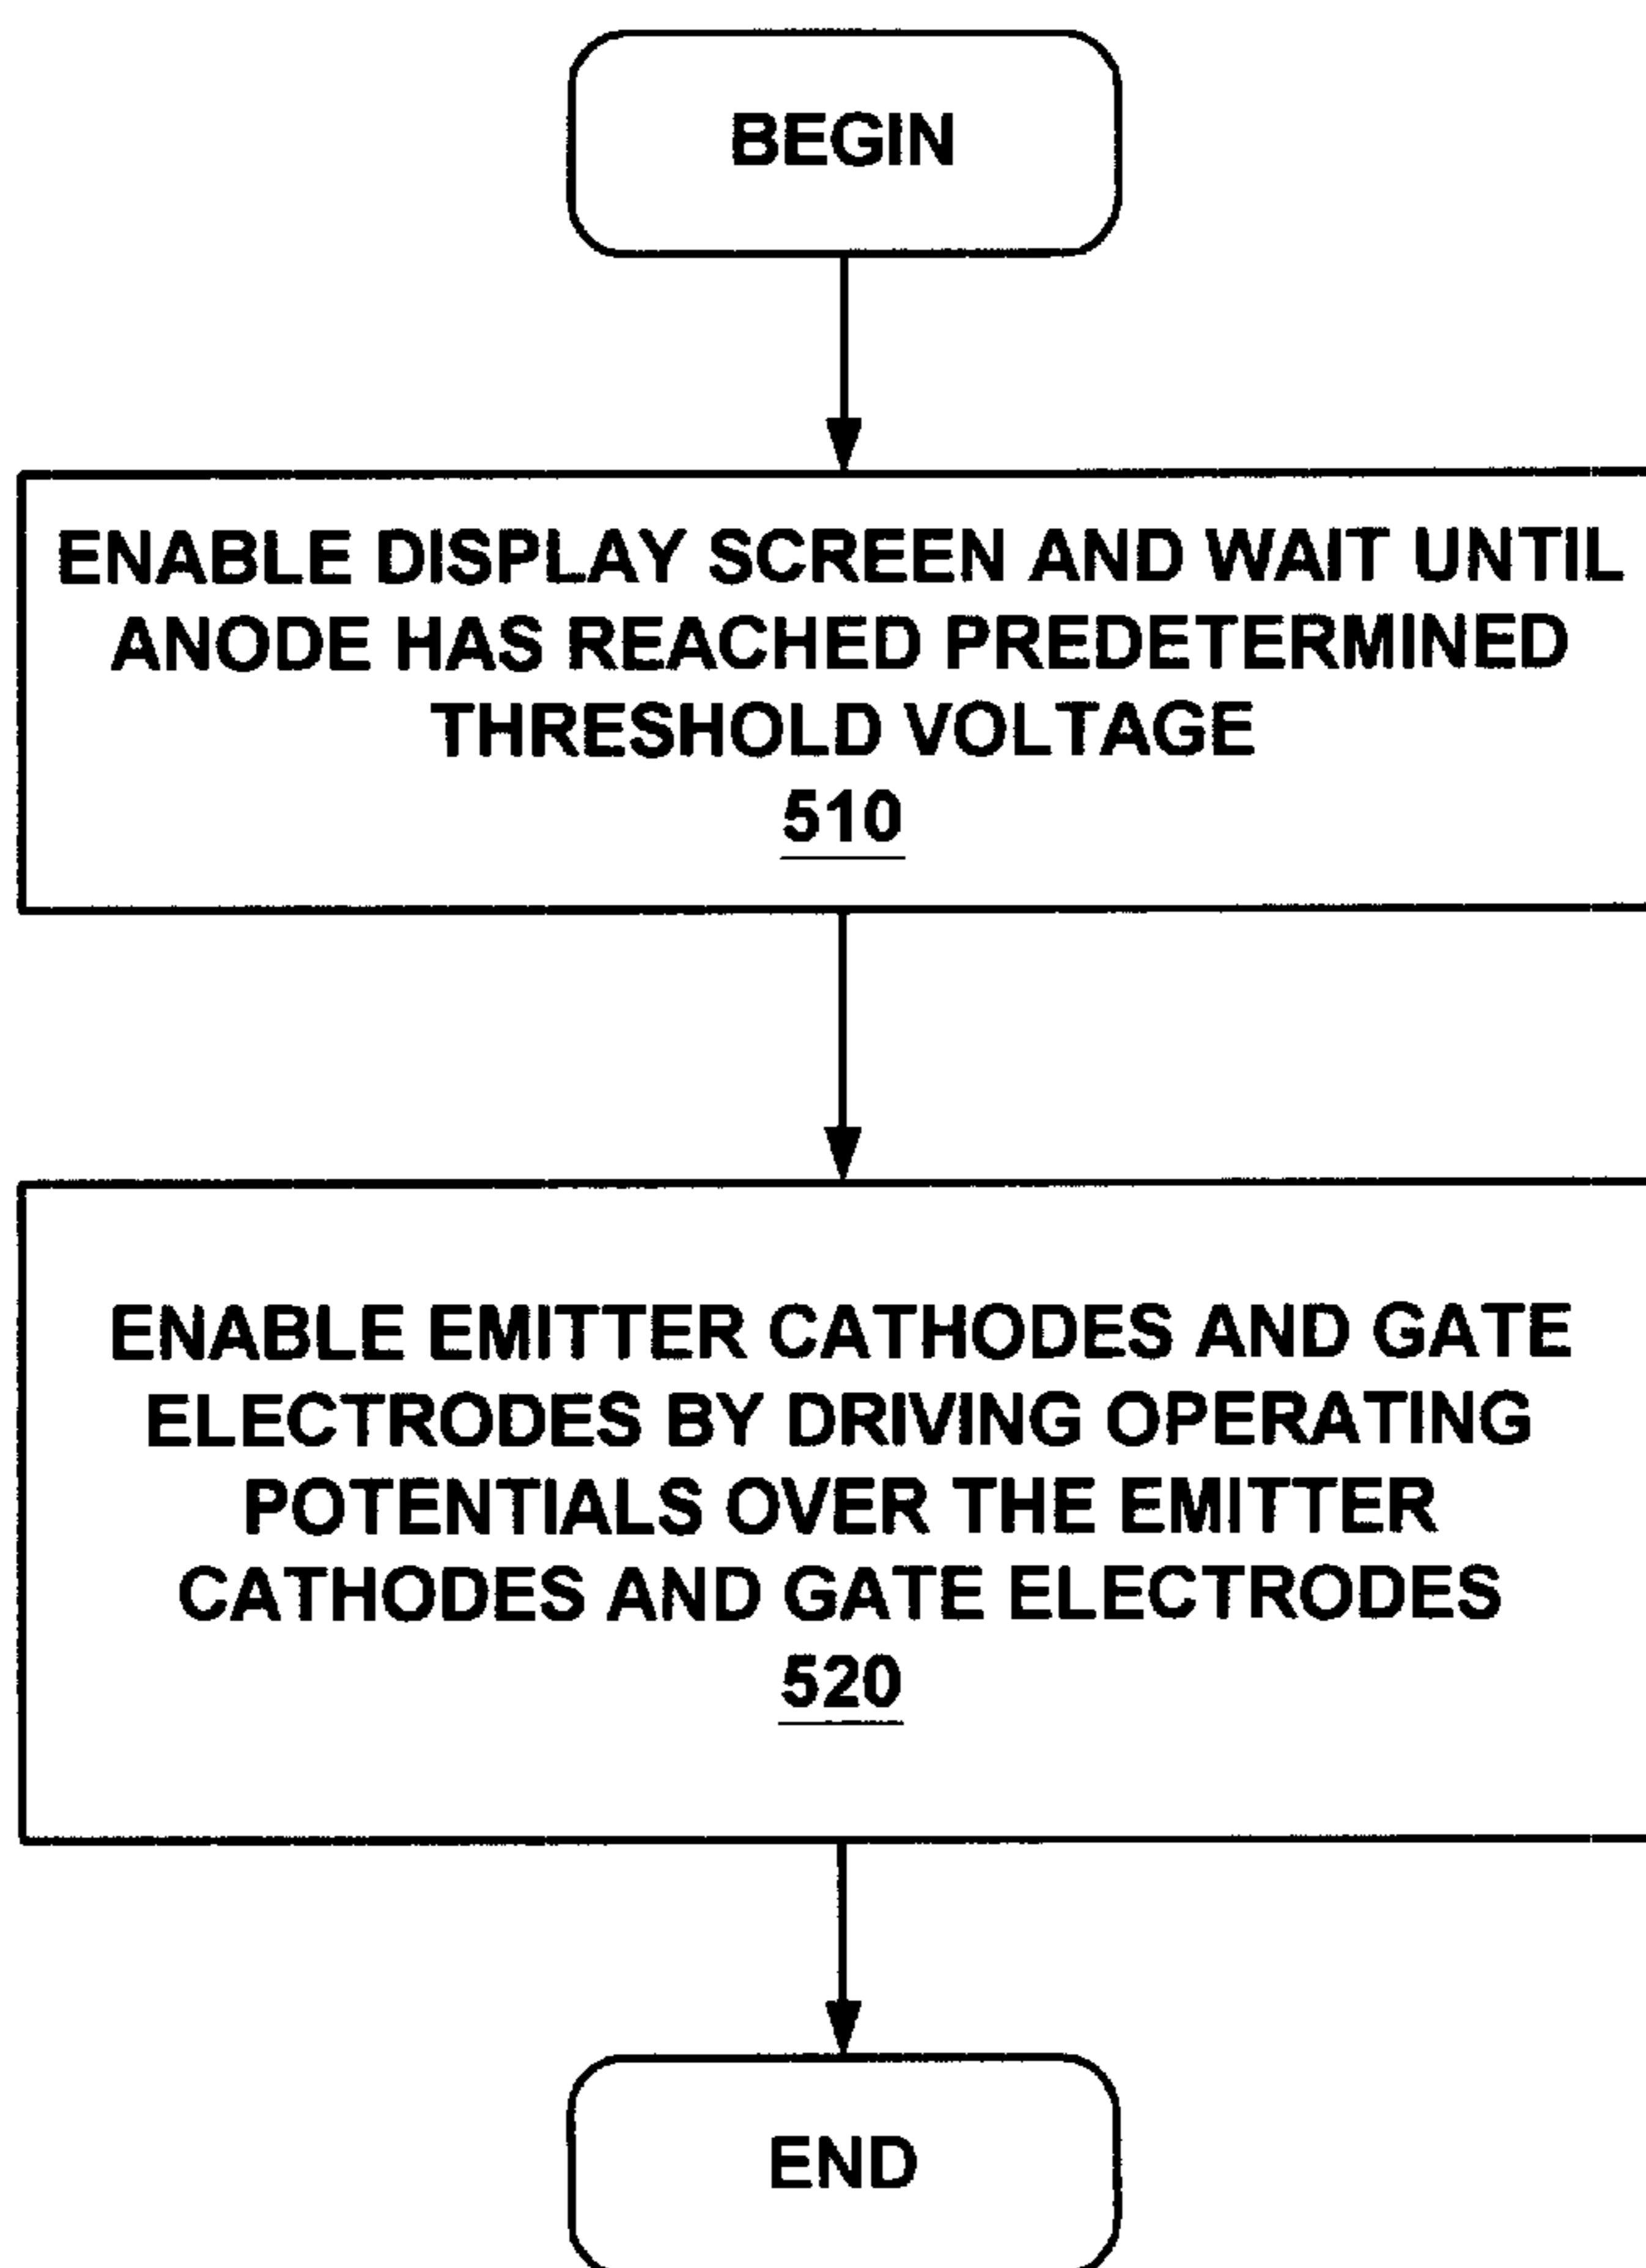 BEGIN
ENABLE DISPLAY SCREEN AND WAIT UNTIL
ANODE HAS REACHED PREDETERMINED
THRESHOLD VOLTAGE
510
ENABLE EMITTER CATHODES AND GATE
ELECTRODES BY DRIVING OPERATING
POTENTIALS OVER THE EMITTER
CATHODES AND GATE ELECTRODES
520
END